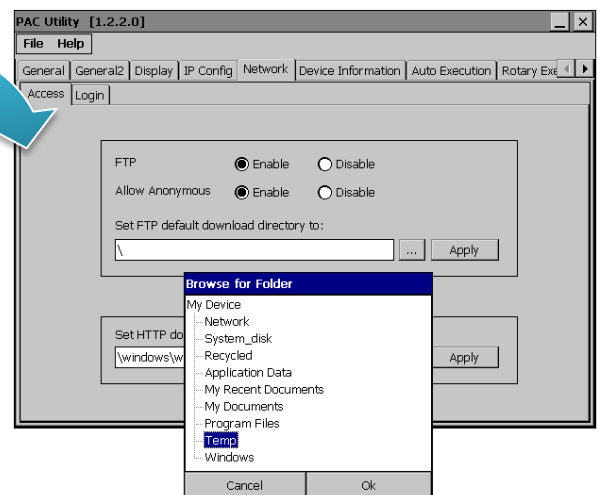 PAC Utility [1.2.2.0]
File Help
General General2 Display IP Config Network Device Information Auto Execution Rotary Exe
Access Login
FTP Enable Disable
Allow Anonymous Enable Disable
Set FTP default download directory to:
\ ... Apply
Browse for Folder
My Device
Network
System_disk
Recycled
Application Data
My Recent Documents
My Documents
Program Files
Temp
Windows
Cancel Ok
Set HTTP do
\windows\w Apply